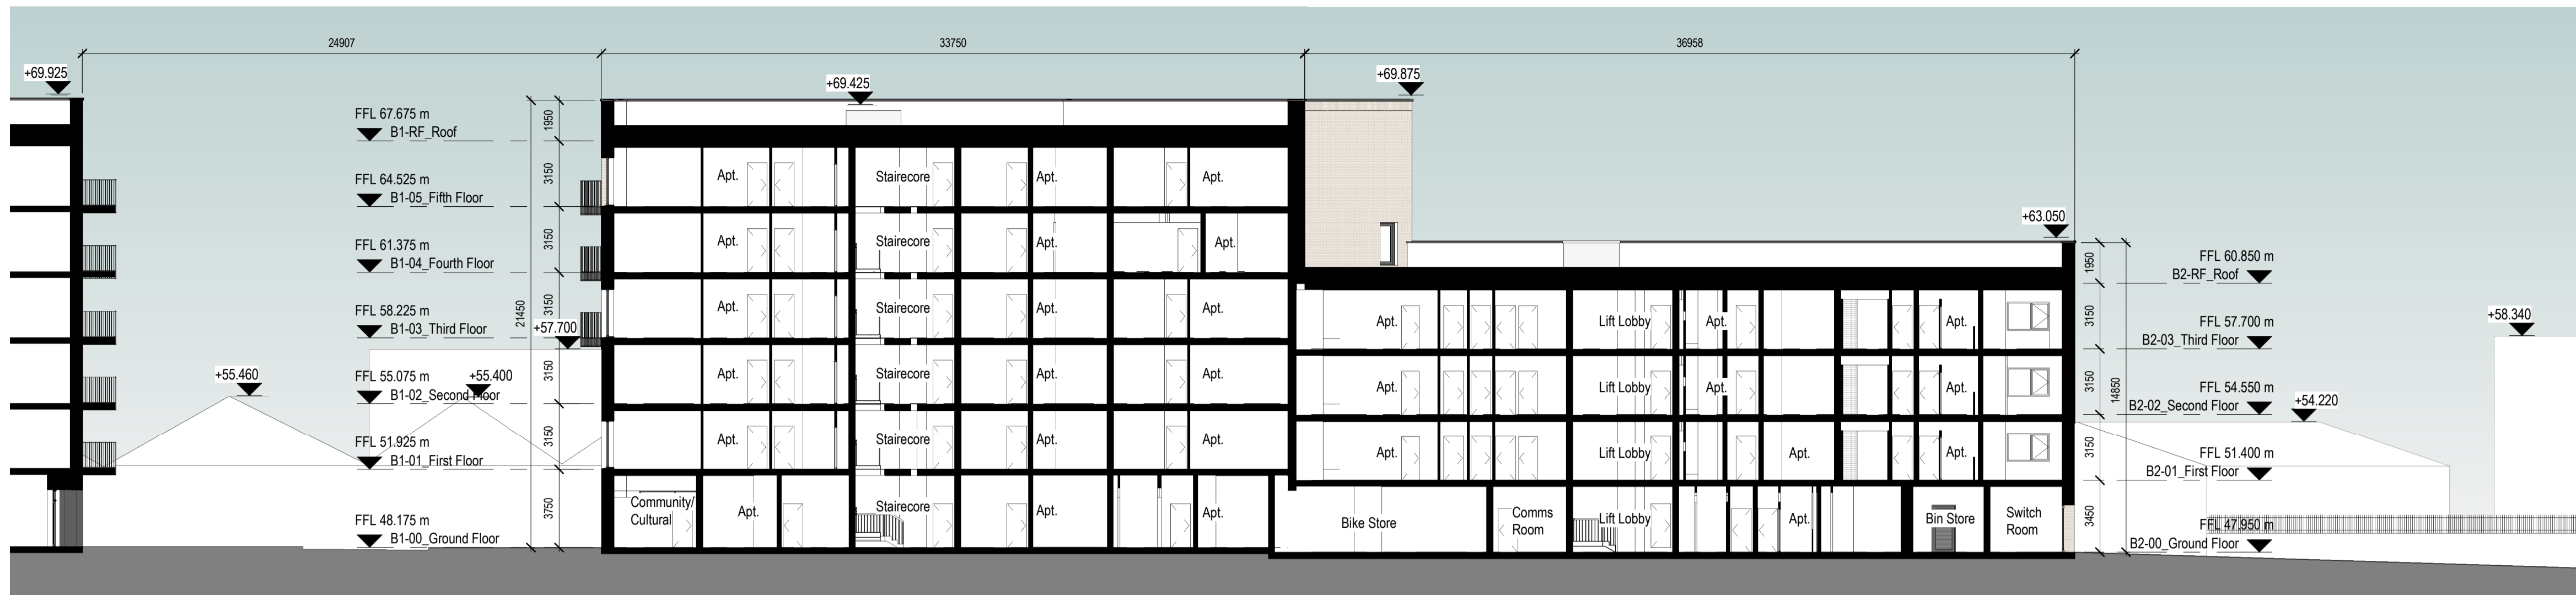 24907
33750
36958
+69.925
+69.425
+69.875
FFL 67.675 m
B1-RF_Roof
FFL 64.525 m
B1-05_Fifth Floor
FFL 61.375 m
B1-04_Fourth Floor
FFL 58.225 m
B1-03_Third Floor
FFL 55.075 m
B1-02_Second Floor
FFL 51.925 m
B1-01_First Floor
FFL 48.175 m
B1-00_Ground Floor
+55.460
+55.400
+57.700
21450
1950
3150
3150
3150
3150
3150
3750
Apt.
Stairecore
Apt.
Apt.
Apt.
Stairecore
Apt.
Apt.
Apt.
Stairecore
Apt.
Apt.
Apt.
Stairecore
Apt.
Apt.
Apt.
Stairecore
Apt.
Apt.
Community/
Cultural
Apt.
Stairecore
Apt.
Apt.
Apt.
Lift Lobby
Apt.
Apt.
Apt.
Lift Lobby
Apt.
Apt.
Apt.
Lift Lobby
Apt.
Apt.
Bike Store
Comms
Room
Lift Lobby
Apt.
Bin Store
Switch
Room
+63.050
1950
3150
3150
3150
3450
14850
FFL 60.850 m
B2-RF_Roof
FFL 57.700 m
B2-03_Third Floor
FFL 54.550 m
B2-02_Second Floor
FFL 51.400 m
B2-01_First Floor
FFL 47.950 m
B2-00_Ground Floor
+54.220
+58.340